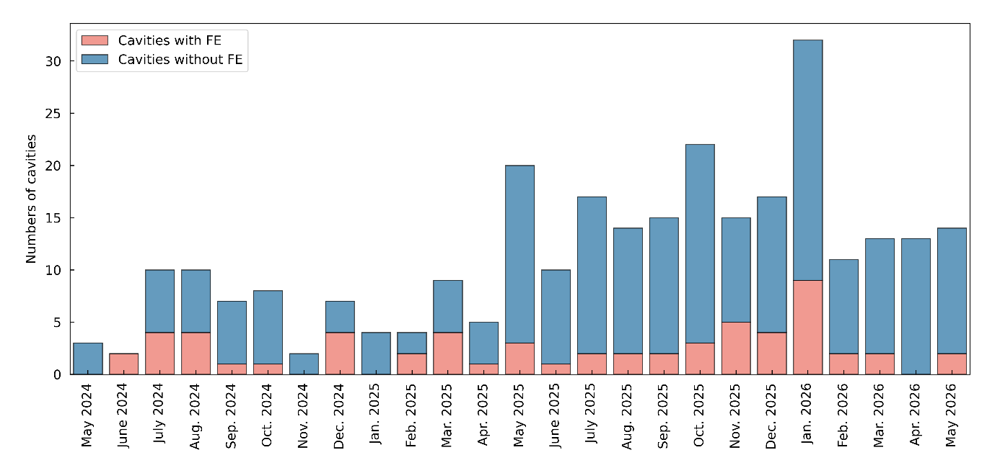 Cavities with FE
Cavities without FE
Numbers of cavities
30
25
20
15
10
5
0
May 2024
June 2024
July 2024
Aug. 2024
Sep. 2024
Oct. 2024
Nov. 2024
Dec. 2024
Jan. 2025
Feb. 2025
Mar. 2025
Apr. 2025
May 2025
June 2025
July 2025
Aug. 2025
Sep. 2025
Oct. 2025
Nov. 2025
Dec. 2025
Jan. 2026
Feb. 2026
Mar. 2026
Apr. 2026
May 2026